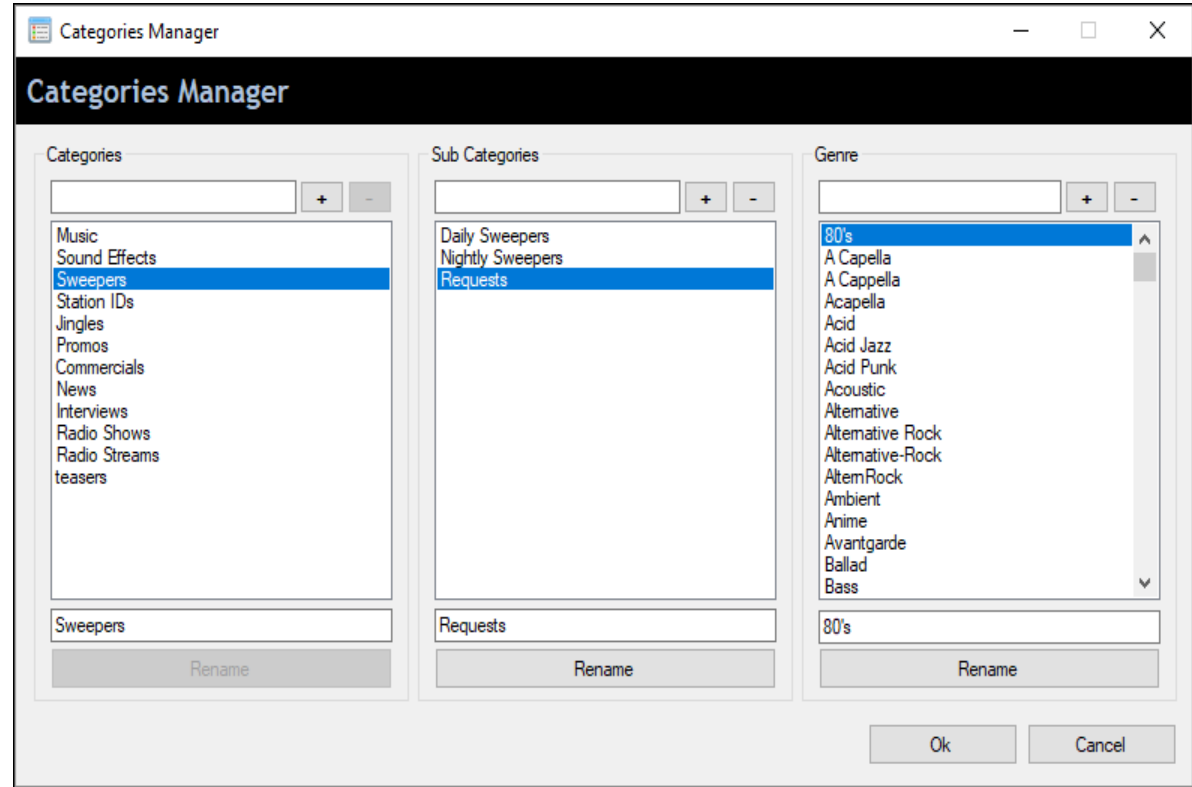 Categories Manager
Categories Manager
Categories
+ -
Music
Sound Effects
Sweepers
Station IDs
Jingles
Promos
Commercials
News
Interviews
Radio Shows
Radio Streams
teasers
Sweepers
Rename
Sub Categories
+ -
Daily Sweepers
Nightly Sweepers
Requests
Requests
Rename
Genre
+ -
80's
A Capella
A Cappella
Acapella
Acid
Acid Jazz
Acid Punk
Acoustic
Alternative
Alternative Rock
Alternative-Rock
AlternRock
Ambient
Anime
Avantgarde
Ballad
Bass
80's
Rename
Ok Cancel